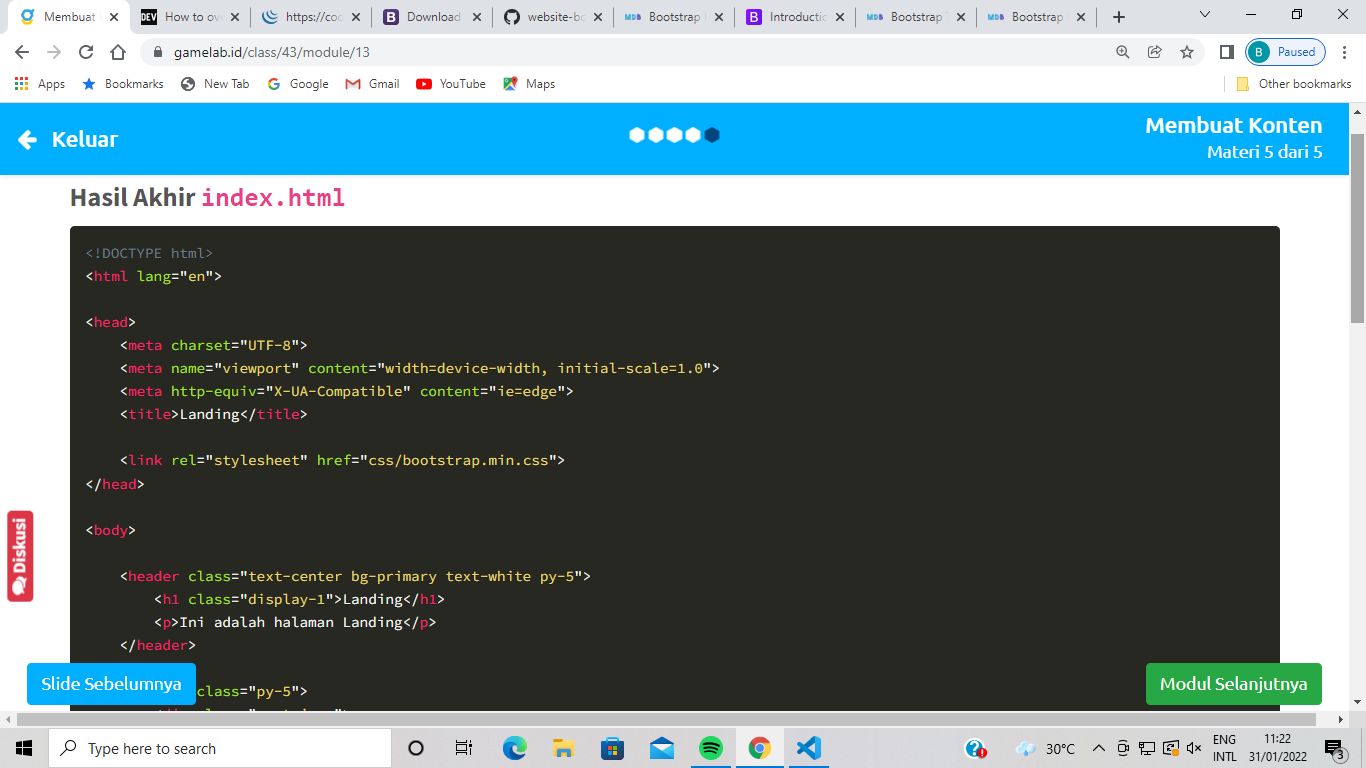 Membuat
How to ov
https://coo
Download
website-bo
Bootstrap
Introductio
Bootstrap
Bootstrap
gamelab.id/class/43/module/13
B Paused
Apps Bookmarks New Tab Google Gmail YouTube Maps Other bookmarks
Keluar
Membuat Konten
Materi 5 dari 5
Hasil Akhir index.html
<!DOCTYPE html>
<html lang="en">
<head>
<meta charset="UTF-8">
<meta name="viewport" content="width=device-width, initial-scale=1.0">
<meta http-equiv="X-UA-Compatible" content="ie=edge">
<title>Landing</title>
<link rel="stylesheet" href="css/bootstrap.min.css">
</head>
<body>
<header class="text-center bg-primary text-white py-5">
<h1 class="display-1">Landing</h1>
<p>Ini adalah halaman Landing</p>
</header>
class="py-5">
Diskusi
Slide Sebelumnya
Modul Selanjutnya
Type here to search
30°C
ENG
INTL
11:22
31/01/2022
3